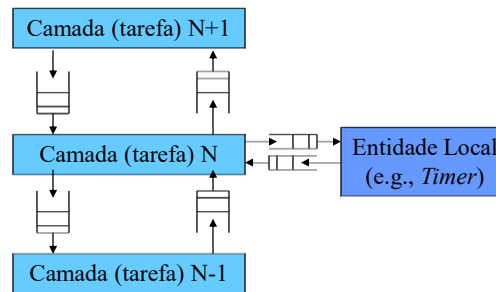 Camada (tarefa) N+1
Camada (tarefa) N
Entidade Local
(e.g., Timer)
Camada (tarefa) N-1